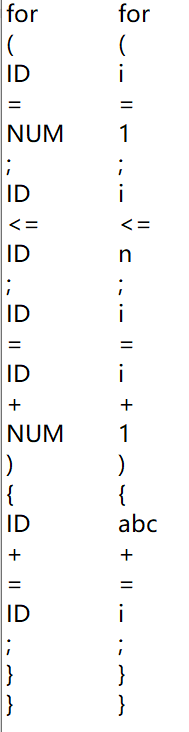 for for
( (
ID i
= =
NUM 1
; ;
ID i
<= <=
ID n
; ;
ID i
= =
ID i
+ +
NUM 1
) )
{ {
ID abc
+ +
= =
ID i
; ;
} }
} }